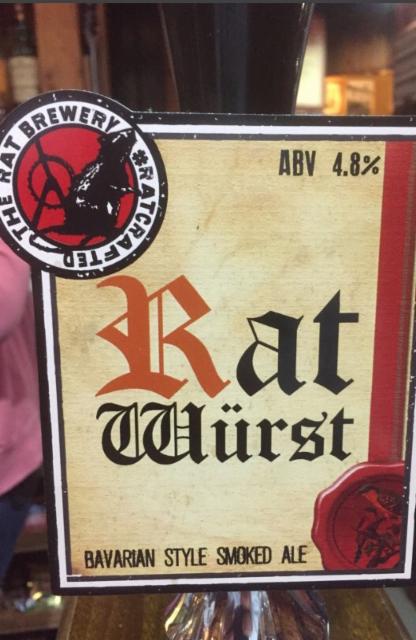 THE RAT BREWERY
#RATCRAFTED
ABV 4.8%
Rat
Würst
BAVARIAN STYLE SMOKED ALE